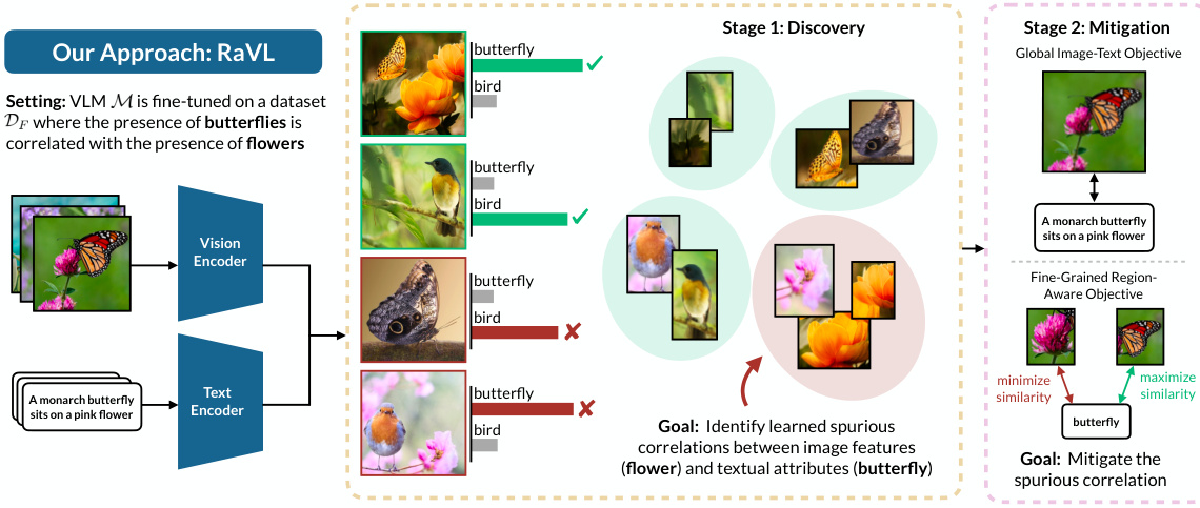 Our Approach: RaVL
Setting: VLM ℳ is fine-tuned on a dataset
𝒟_F where the presence of butterflies is
correlated with the presence of flowers
Vision
Encoder
Text
Encoder
A monarch butterfly
sits on a pink flower
butterfly
bird
butterfly
bird
butterfly
bird
butterfly
bird
Stage 1: Discovery
Goal: Identify learned spurious
correlations between image features
(flower) and textual attributes (butterfly)
Stage 2: Mitigation
Global Image-Text Objective
A monarch butterfly
sits on a pink flower
Fine-Grained Region-
Aware Objective
minimize
similarity
maximize
similarity
butterfly
Goal: Mitigate the
spurious correlation